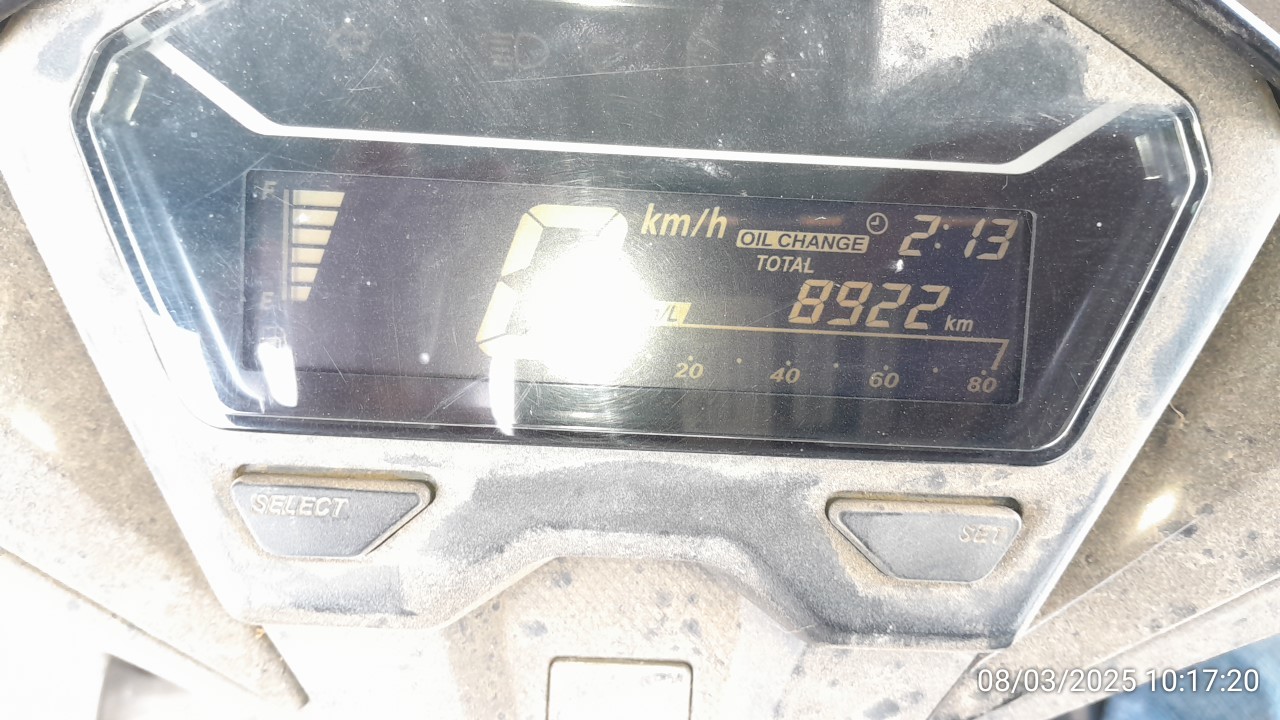 F
km/h
OIL CHANGE
2:13
TOTAL
8922 km
E
/L
20 40 60 80
SELECT
SET
08/03/2025 10:17:20